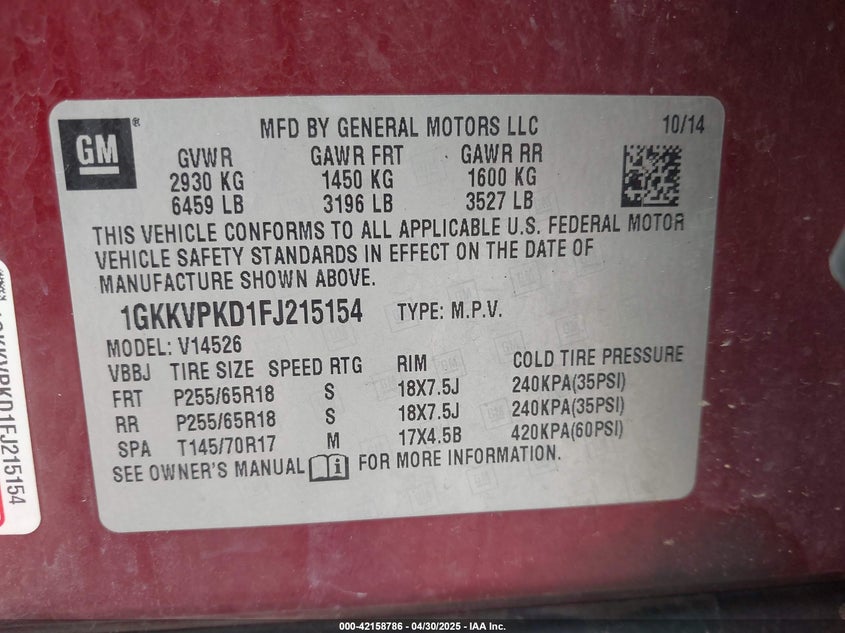 GM
MFD BY GENERAL MOTORS LLC
10/14
GVWR GAWR FRT GAWR RR
2930 KG 1450 KG 1600 KG
6459 LB 3196 LB 3527 LB
THIS VEHICLE CONFORMS TO ALL APPLICABLE U.S. FEDERAL MOTOR
VEHICLE SAFETY STANDARDS IN EFFECT ON THE DATE OF
MANUFACTURE SHOWN ABOVE.
1GKKVPKD1FJ215154 TYPE: M.P.V.
MODEL: V14526
VBBJ TIRE SIZE SPEED RTG RIM COLD TIRE PRESSURE
FRT P255/65R18 S 18X7.5J 240KPA(35PSI)
RR P255/65R18 S 18X7.5J 240KPA(35PSI)
SPA T145/70R17 M 17X4.5B 420KPA(60PSI)
SEE OWNER'S MANUAL FOR MORE INFORMATION.
1GKKVPKD1FJ215154
000-42158786 - 04/30/2025 - IAA Inc.